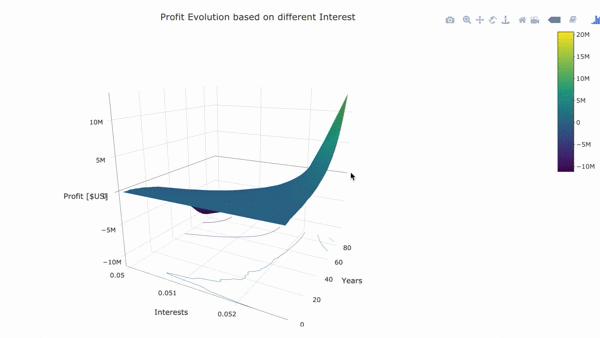 Profit Evolution based on different Interest
20M
15M
10M
5M
0
−5M
−10M
10M
5M
Profit [$US]
−5M
−10M
0.05
0.051
0.052
Interests
80
60
40
20
0
Years